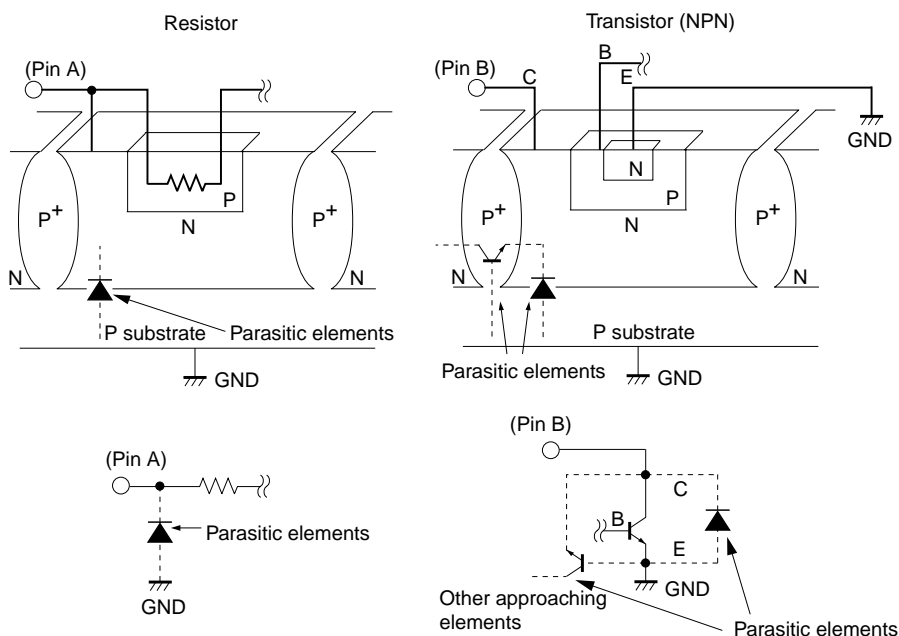 Resistor
(Pin A)
P
P+
P+
N
N
N
P substrate
Parasitic elements
GND
Transistor (NPN)
(Pin B)
C
B
E
GND
N
P
P+
P+
N
N
N
P substrate
Parasitic elements
GND
(Pin A)
Parasitic elements
GND
(Pin B)
C
B
E
GND
Other approaching
elements
Parasitic elements